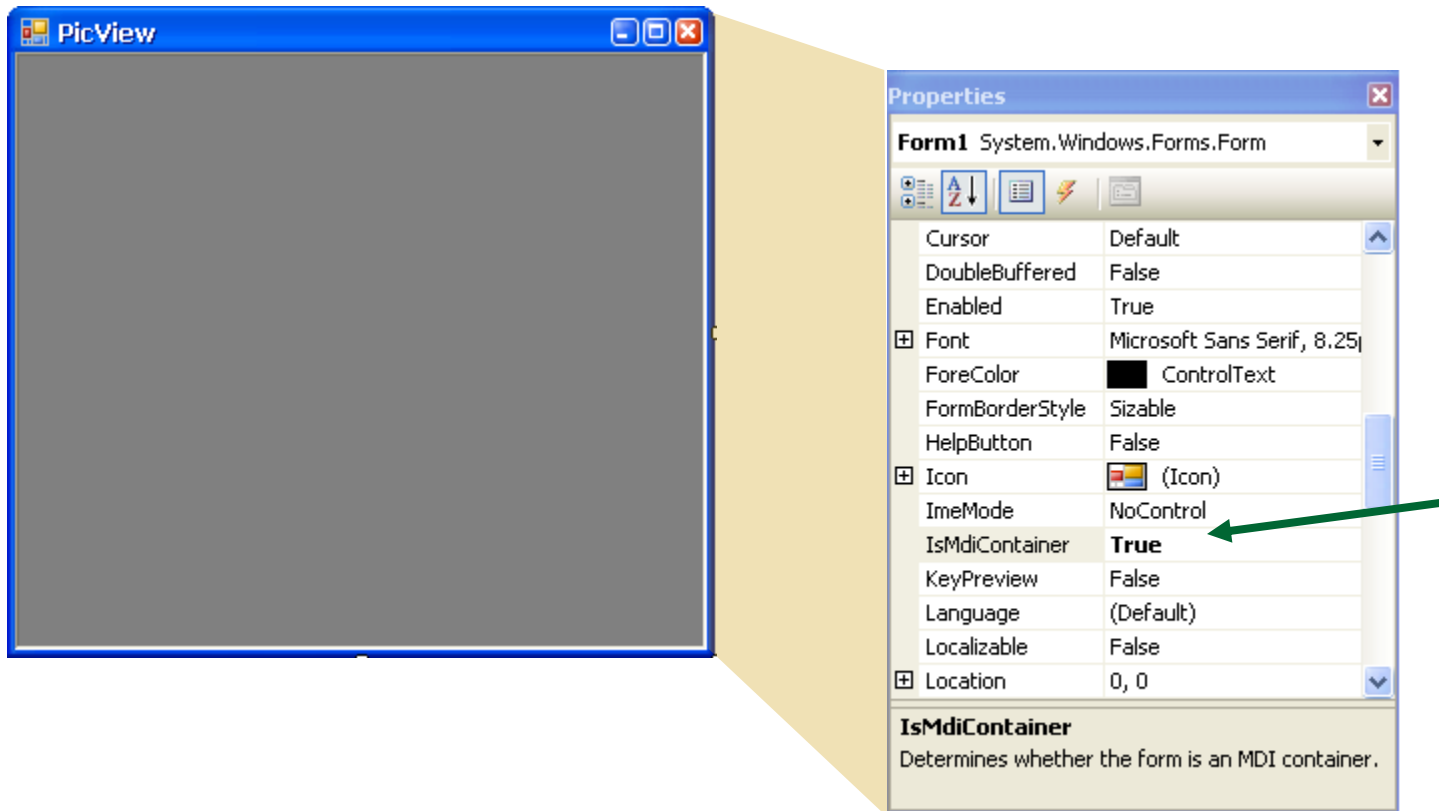 PicView
Properties
Form1 System.Windows.Forms.Form
A
Z
Cursor Default
DoubleBuffered False
Enabled True
Font Microsoft Sans Serif, 8.25
ForeColor ControlText
FormBorderStyle Sizable
HelpButton False
Icon (Icon)
ImeMode NoControl
IsMdiContainer True
KeyPreview False
Language (Default)
Localizable False
Location 0, 0
IsMdiContainer
Determines whether the form is an MDI container.